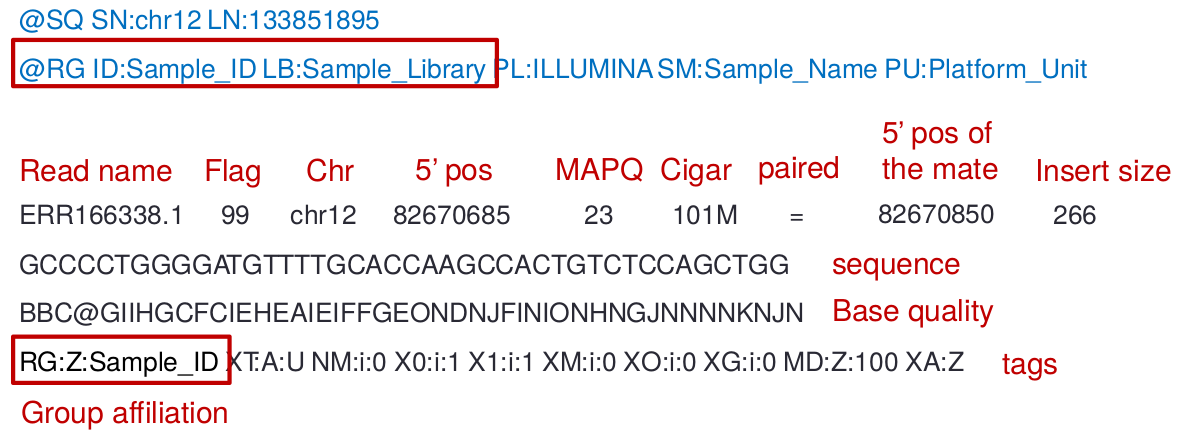 @SQ SN:chr12 LN:133851895
@RG ID:Sample_ID LB:Sample_Library PL:ILLUMINA SM:Sample_Name PU:Platform_Unit
Read name Flag Chr 5’ pos MAPQ Cigar paired 5’ pos of the mate Insert size
ERR166338.1 99 chr12 82670685 23 101M = 82670850 266
GCCCCTGGGGATGTTTTGCACCAAGCCACTGTCTCCAGCTGG sequence
BBC@GIIHGCFCIEHEAIEIFFGEONDNJFINIONHNGJNNNNKNJN Base quality
RG:Z:Sample_ID XT:A:U NM:i:0 X0:i:1 X1:i:1 XM:i:0 XO:i:0 XG:i:0 MD:Z:100 XA:Z tags
Group affiliation